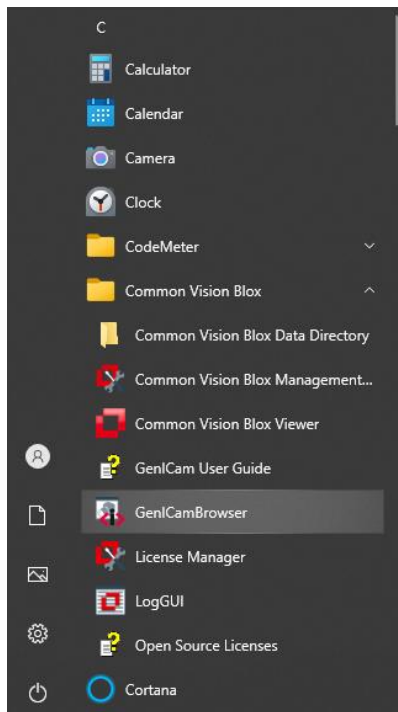 C
Calculator
Calendar
Camera
Clock
CodeMeter
Common Vision Blox
Common Vision Blox Data Directory
Common Vision Blox Management...
Common Vision Blox Viewer
GenICam User Guide
GenICamBrowser
License Manager
LogGUI
Open Source Licenses
Cortana